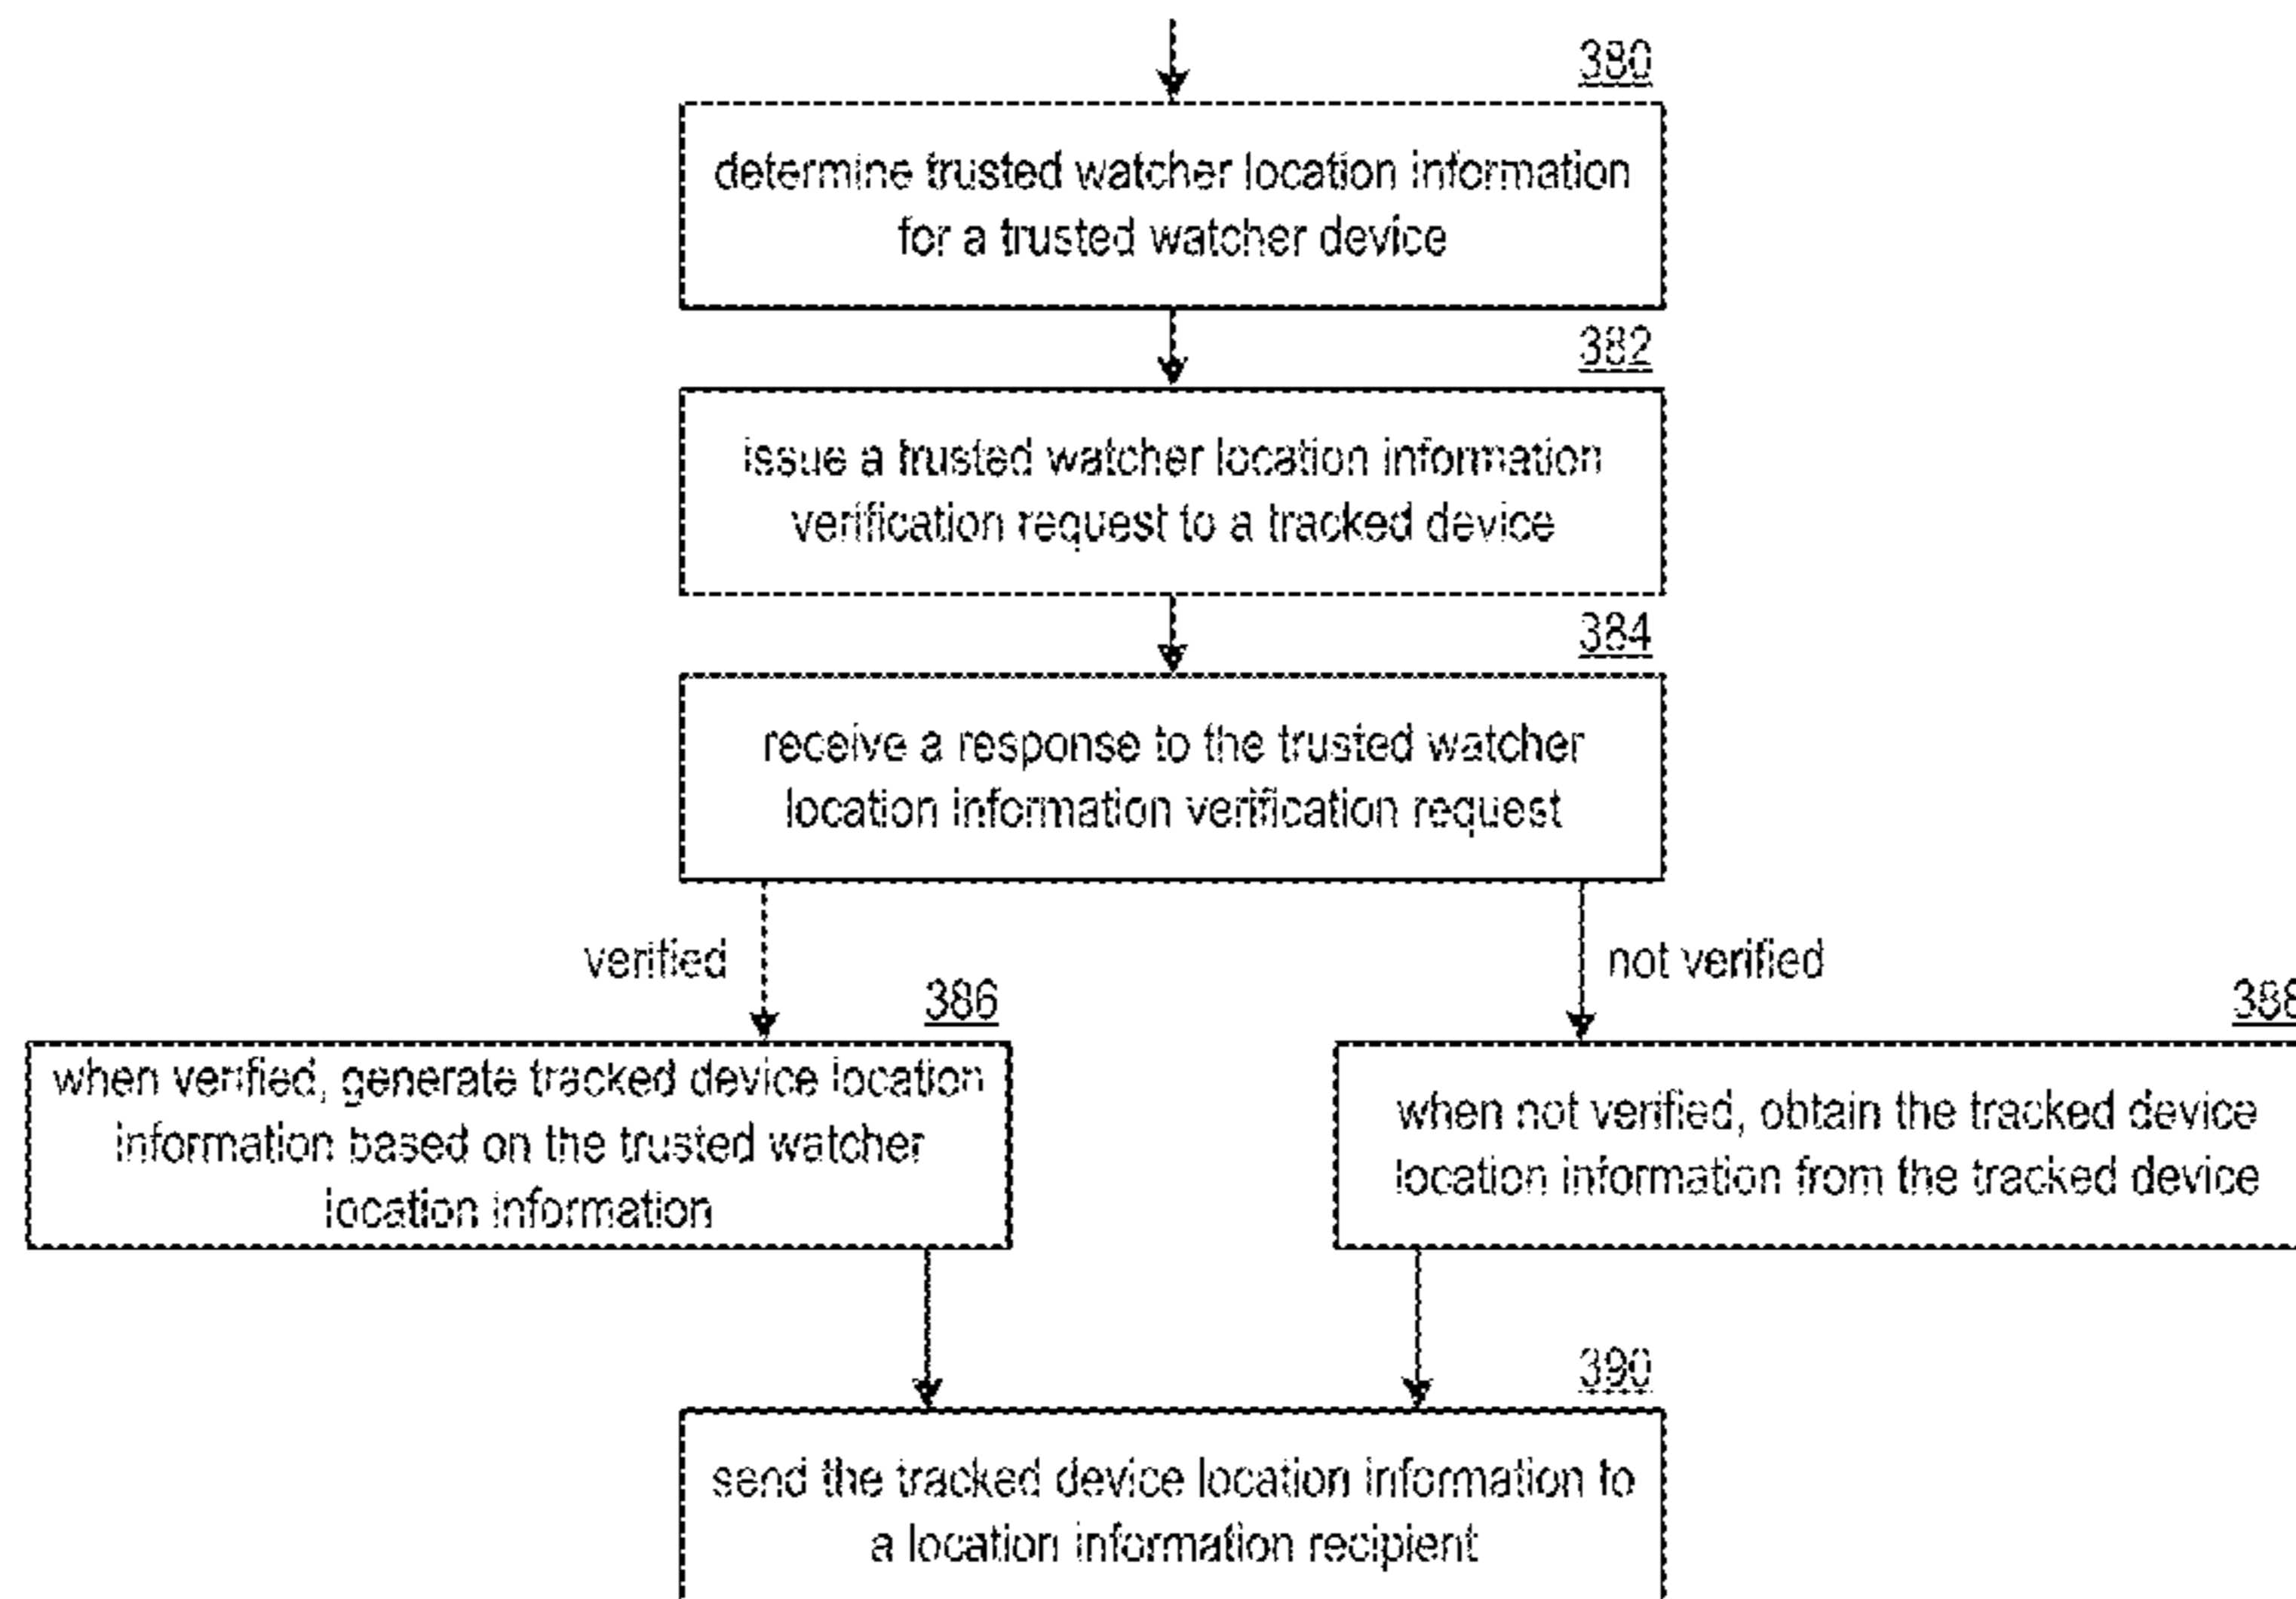 380
determine trusted watcher location information
for a trusted watcher device
382
issue a trusted watcher location information
verification request to a tracked device
384
receive a response to the trusted watcher
location information verification request
verified
not verified
386
388
when verified, generate tracked device location
information based on the trusted watcher
location information
when not verified, obtain the tracked device
location information from the tracked device
390
send the tracked device location information to
a location information recipient